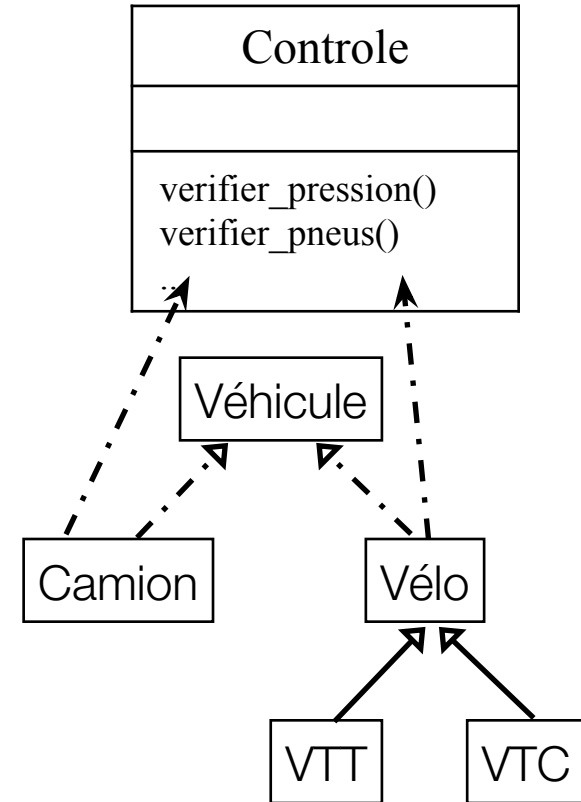 Controle
verifier_pression()
verifier_pneus()
...
Véhicule
Camion
Vélo
VTT
VTC